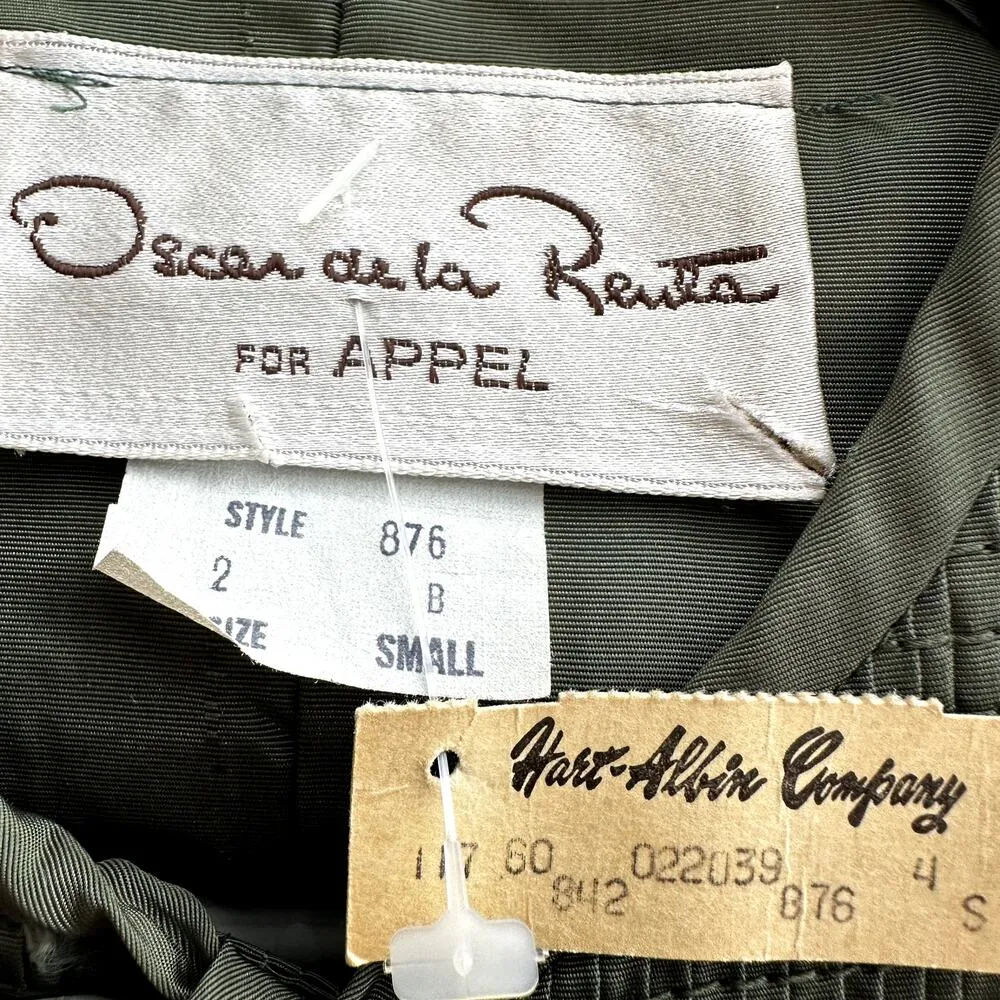 Oscar de la Renta
FOR APPEL
STYLE 876
2 B
SIZE SMALL
Hart-Albin Company
117 60 022039 4
842 876 S